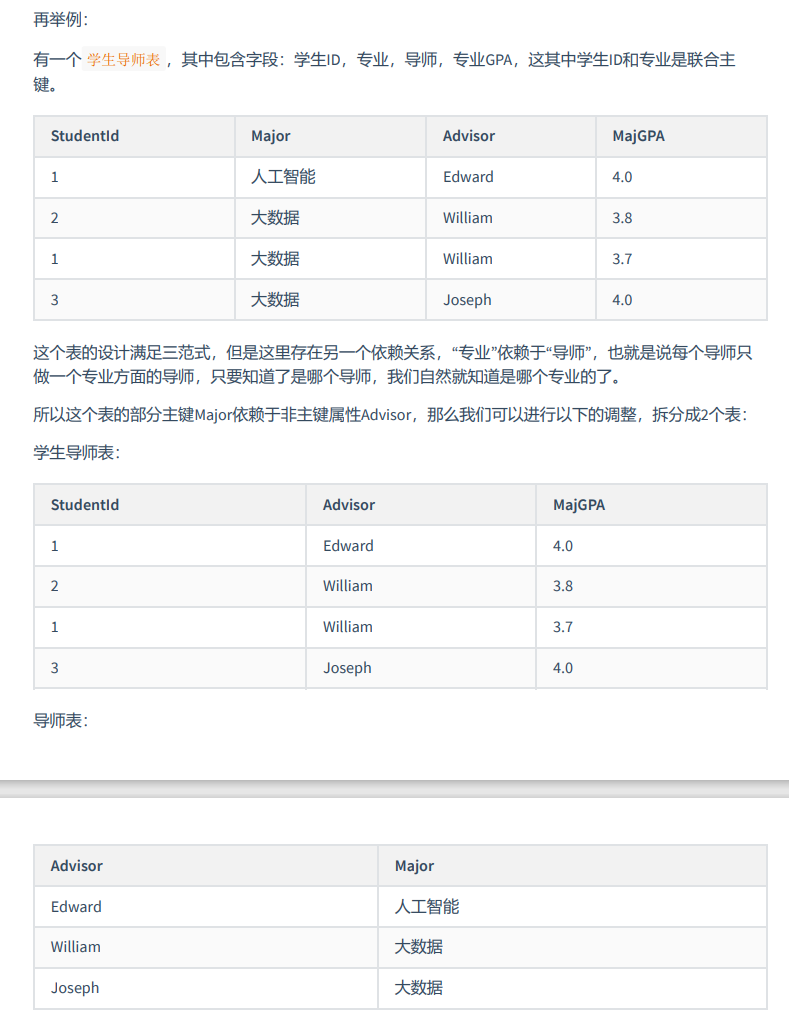 再举例：
有一个 学生导师表 ，其中包含字段：学生ID，专业，导师，专业GPA，这其中学生ID和专业是联合主
键。
StudentId Major Advisor MajGPA
1 人工智能 Edward 4.0
2 大数据 William 3.8
1 大数据 William 3.7
3 大数据 Joseph 4.0
这个表的设计满足三范式，但是这里存在另一个依赖关系，“专业”依赖于“导师”，也就是说每个导师只
做一个专业方面的导师，只要知道了是哪个导师，我们自然就知道是哪个专业的了。
所以这个表的部分主键Major依赖于非主键属性Advisor，那么我们可以进行以下的调整，拆分成2个表：
学生导师表：
StudentId Advisor MajGPA
1 Edward 4.0
2 William 3.8
1 William 3.7
3 Joseph 4.0
导师表：
Advisor Major
Edward 人工智能
William 大数据
Joseph 大数据